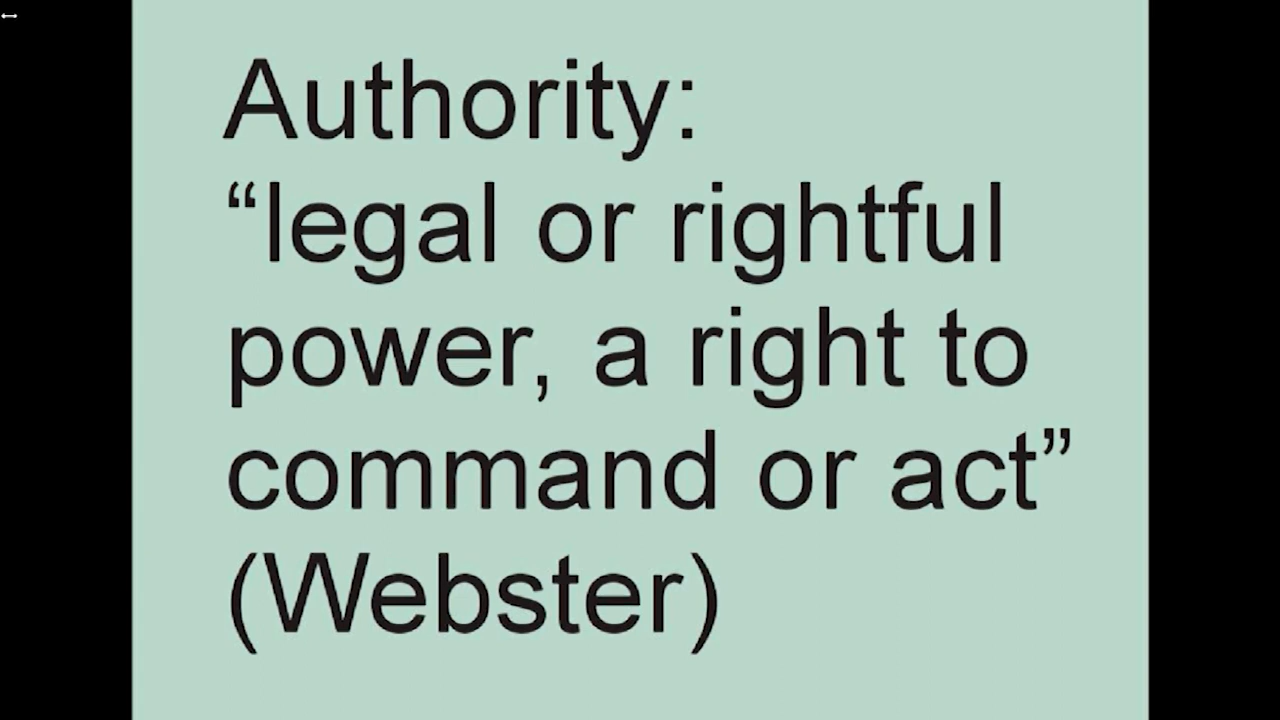 Authority:
“legal or rightful
power, a right to
command or act”
(Webster)